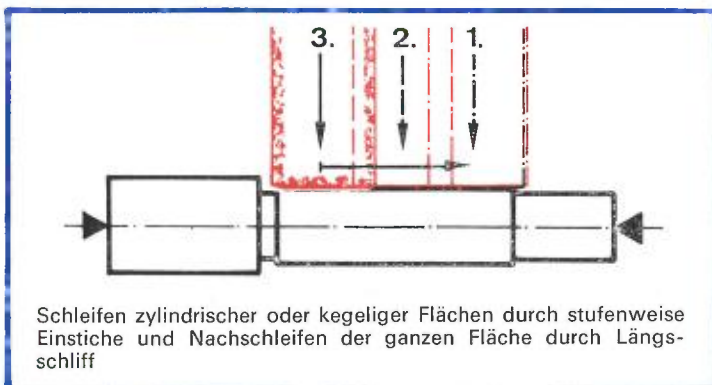 3. 2. 1.
Schleifen zylindrischer oder kegeliger Flächen durch stufenweise
Einstiche und Nachschleifen der ganzen Fläche durch Längs-
schliff